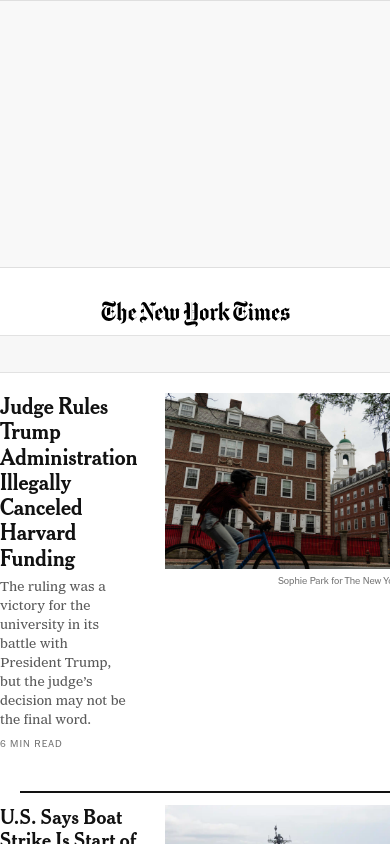 The New York Times
Judge Rules
Trump
Administration
Illegally
Canceled
Harvard
Funding
The ruling was a
victory for the
university in its
battle with
President Trump,
but the judge's
decision may not be
the final word.
6 MIN READ
Sophie Park for The New Yo
U.S. Says Boat
Strike Is Start of